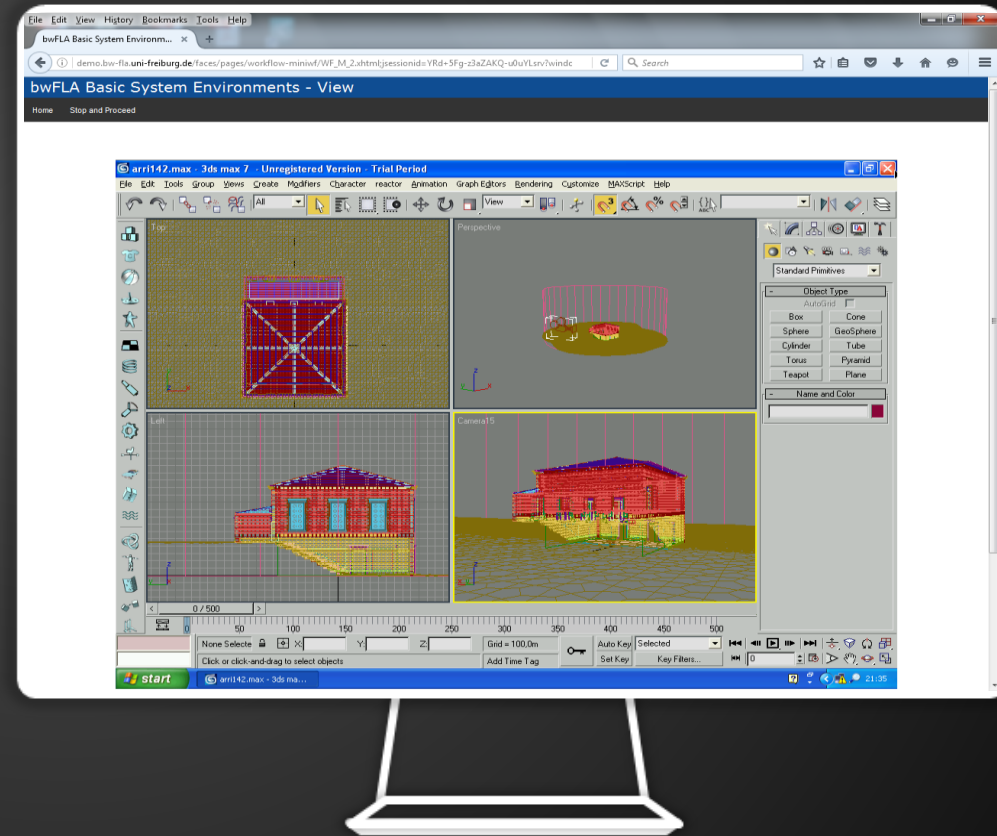 File Edit View History Bookmarks Tools Help
bwFLA Basic System Environm... × +
demo.bw-fla.uni-freiburg.de/faces/pages/workflow-miniwf/WF_M_2.xhtml;jsessionid=YRd+5Fg-z3aZAKQ-u0uYLsrv?windc Search
bwFLA Basic System Environments - View
Home Stop and Proceed
arri142.max - 3ds max 7 - Unregistered Version - Trial Period
File Edit Tools Group Views Create Modifiers Character reactor Animation Graph Editors Rendering Customize MAXScript Help
All View
Top Perspective
Standard Primitives
Object Type
AutoGrid
Box Cone
Sphere GeoSphere
Cylinder Tube
Torus Pyramid
Teapot Plane
Name and Color
Left Camera15
0 / 500
0 50 100 150 200 250 300 350 400 450 500
None Selecte X: Y: Z: Grid = 100,0m Auto Key Selected
Click or click-and-drag to select objects Add Time Tag Set Key Key Filters... 0
start arri142.max - 3ds ma... 21:35